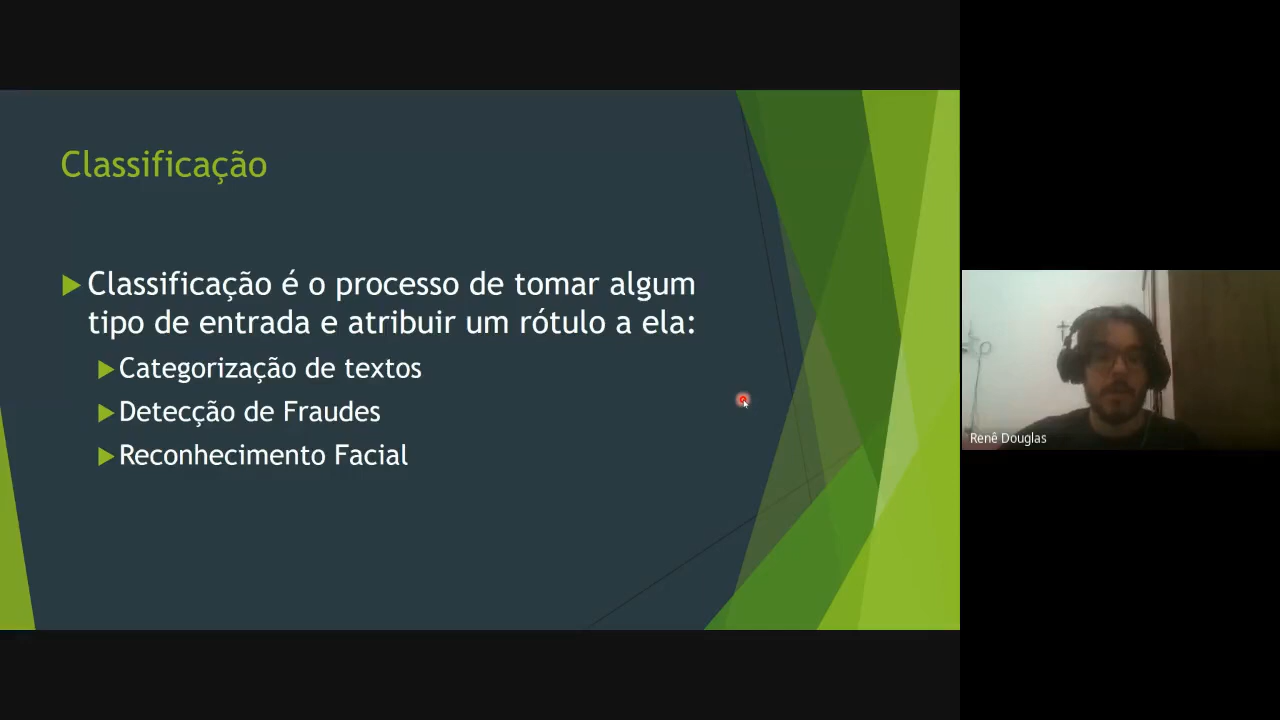 Classificação
Classificação é o processo de tomar algum
tipo de entrada e atribuir um rótulo a ela:
Categorização de textos
Detecção de Fraudes
Reconhecimento Facial
Renê Douglas